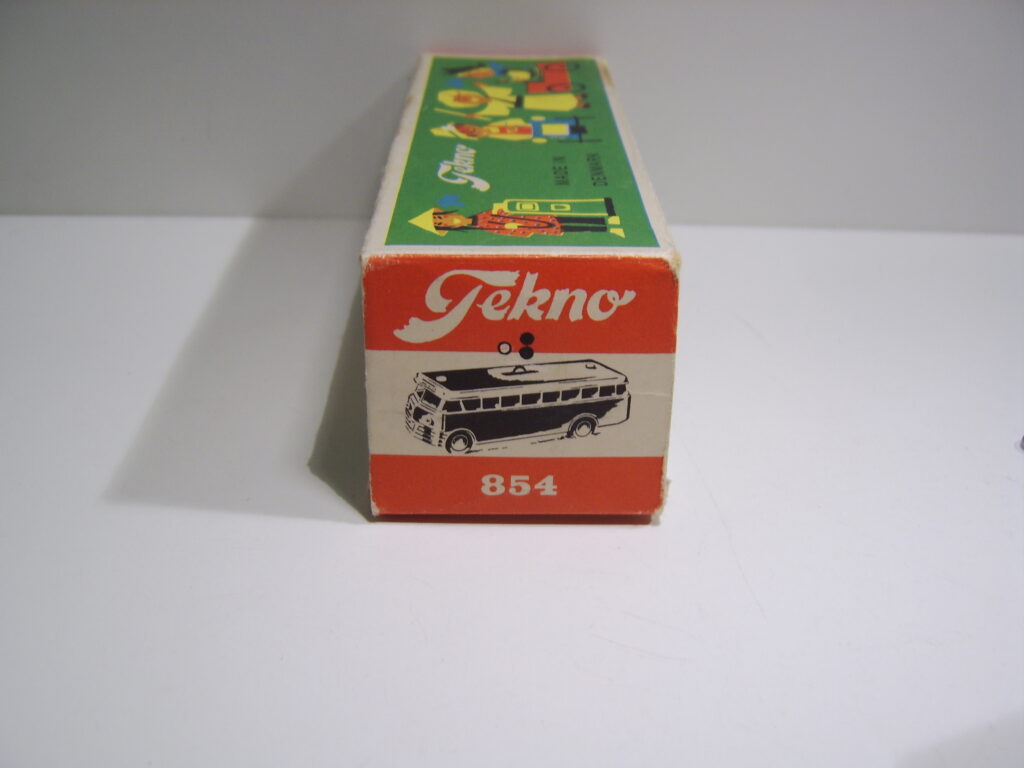 Tekno
MADE IN
DENMARK
Tekno
854